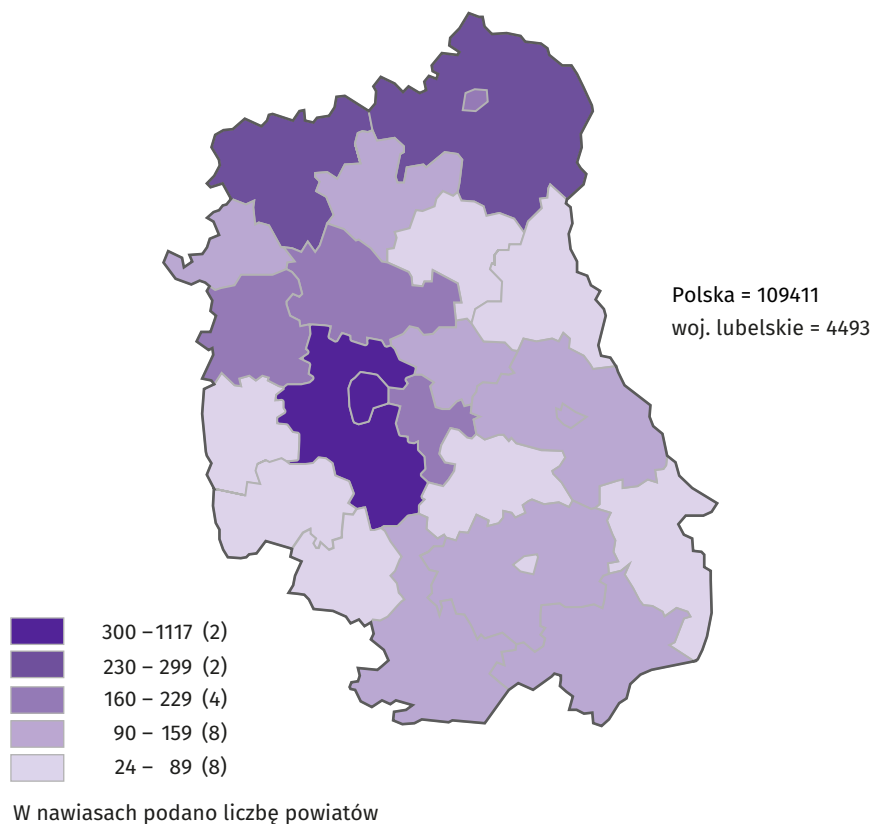 Polska = 109411
woj. lubelskie = 4493
300 – 1117 (2)
230 – 299 (2)
160 – 229 (4)
90 – 159 (8)
24 – 89 (8)
W nawiasach podano liczbę powiatów